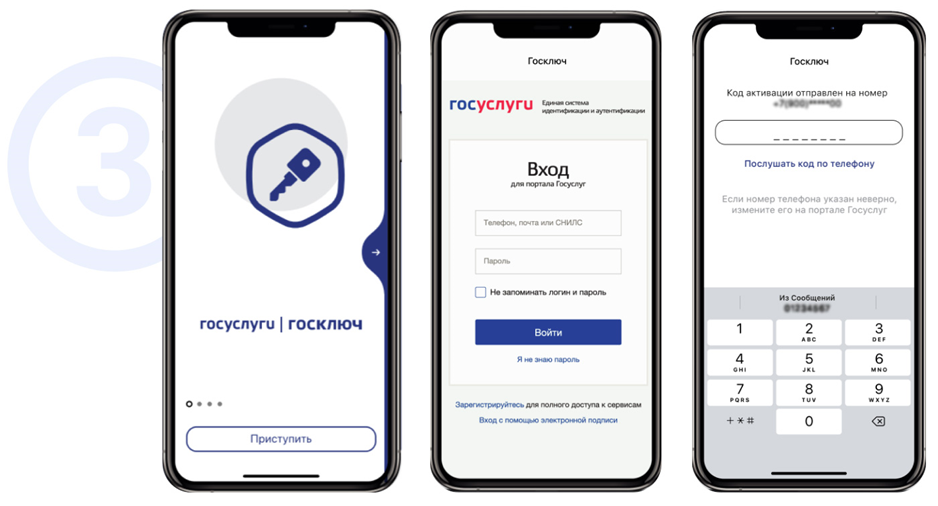 3
госуслуги | госключ
Приступить
Госключ
госуслуги
Единая система
идентификации и аутентификации
Вход
для портала Госуслуг
Телефон, почта или СНИЛС
Пароль
Не запоминать логин и пароль
Войти
Я не знаю пароль
Зарегистрируйтесь для полного доступа к сервисам
Вход с помощью электронной подписи
Госключ
Код активации отправлен на номер
+7(900)*****00
_ _ _ _ _ _ _ _
Послушать код по телефону
Если номер телефона указан неверно,
измените его на портале Госуслуг
Из Сообщений
1 2 3
ABC DEF
4 5 6
GHI JKL MNO
7 8 9
PQRS TUV WXYZ
+ * # 0